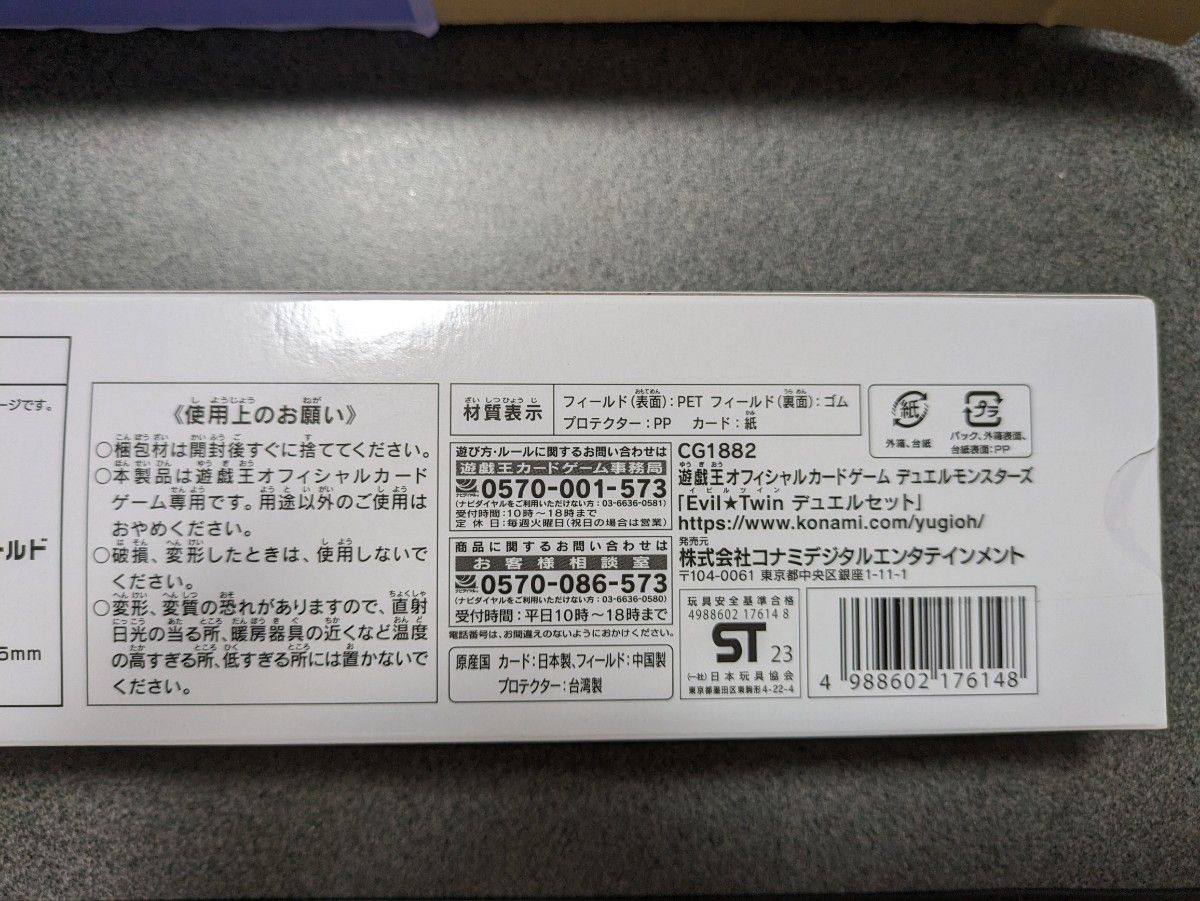 ージです。
ールド
5mm
《使用上のお願い》
○梱包材は開封後すぐに捨ててください。
○本製品は遊戯王オフィシャルカード
ゲーム専用です。用途以外のご使用は
おやめください。
○破損、変形したときは、使用しないで
ください。
○変形、変質の恐れがありますので、直射
日光の当る所、暖房器具の近くなど温度
の高すぎる所、低すぎる所には置かないで
ください。
材質表示
フィールド(表面):PET フィールド(裏面):ゴム
プロテクター:PP カード:紙
遊び方・ルールに関するお問い合わせは
遊戯王カードゲーム事務局
0570-001-573
(ナビダイヤルをご利用いただけない方:03-6636-0581)
受付時間:10時〜18時まで
定休日:毎週火曜日(祝日の場合は営業)
商品に関するお問い合わせは
お客様相談室
0570-086-573
(ナビダイヤルをご利用いただけない方:03-6636-0580)
受付時間:平日10時〜18時まで
電話番号は、お間違えのないようにおかけください。
原産国 カード:日本製、フィールド:中国製
プロテクター:台湾製
紙
外箱、台紙
プラ
パック、外箱表面、
台紙表面:PP
CG1882
遊戯王オフィシャルカードゲーム デュエルモンスターズ
「Evil★Twin デュエルセット」
https://www.konami.com/yugioh/
発売元
株式会社コナミデジタルエンタテインメント
〒104-0061 東京都中央区銀座1-11-1
玩具安全基準合格
4988602 17614 8
ST 23
(一社)日本玩具協会
東京都墨田区東駒形4-22-4
4 988602 176148